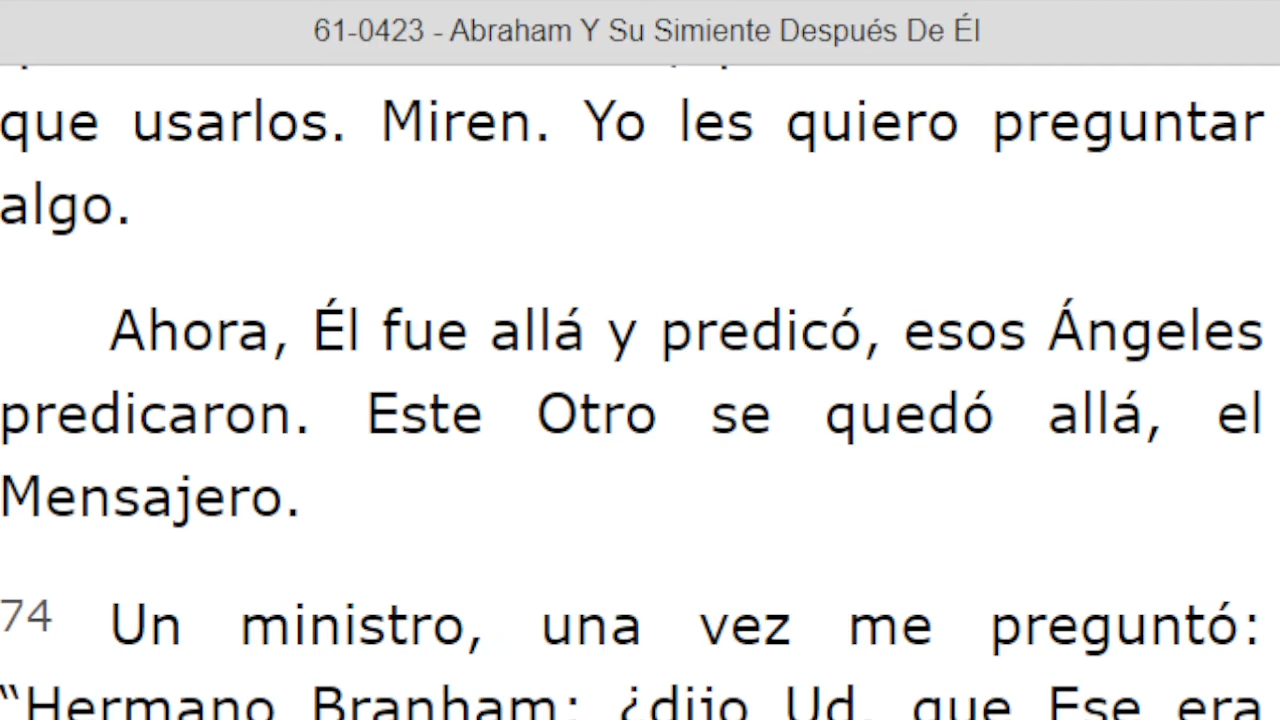 61-0423 - Abraham Y Su Simiente Después De Él
que usarlos. Miren. Yo les quiero preguntar
algo.
Ahora, Él fue allá y predicó, esos Ángeles
predicaron. Este Otro se quedó allá, el
Mensajero.
74 Un ministro, una vez me preguntó:
“Hermano Branham: ¿dijo Ud. que Ese era